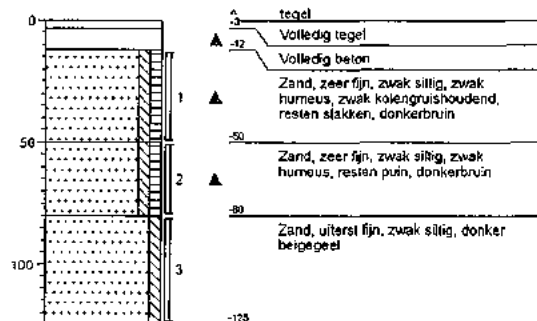 0
tegel
-3
Volledig tegel
-12
Volledig beton
Zand, zeer fijn, zwak siltig, zwak
humeus, zwak kolengruishoudend,
resten slakken, donkerbruin
1
50
-50
Zand, zeer fijn, zwak siltig, zwak
humeus, resten puin, donkerbruin
2
-80
Zand, uiterst fijn, zwak siltig, donker
beigegeel
100
3
-125